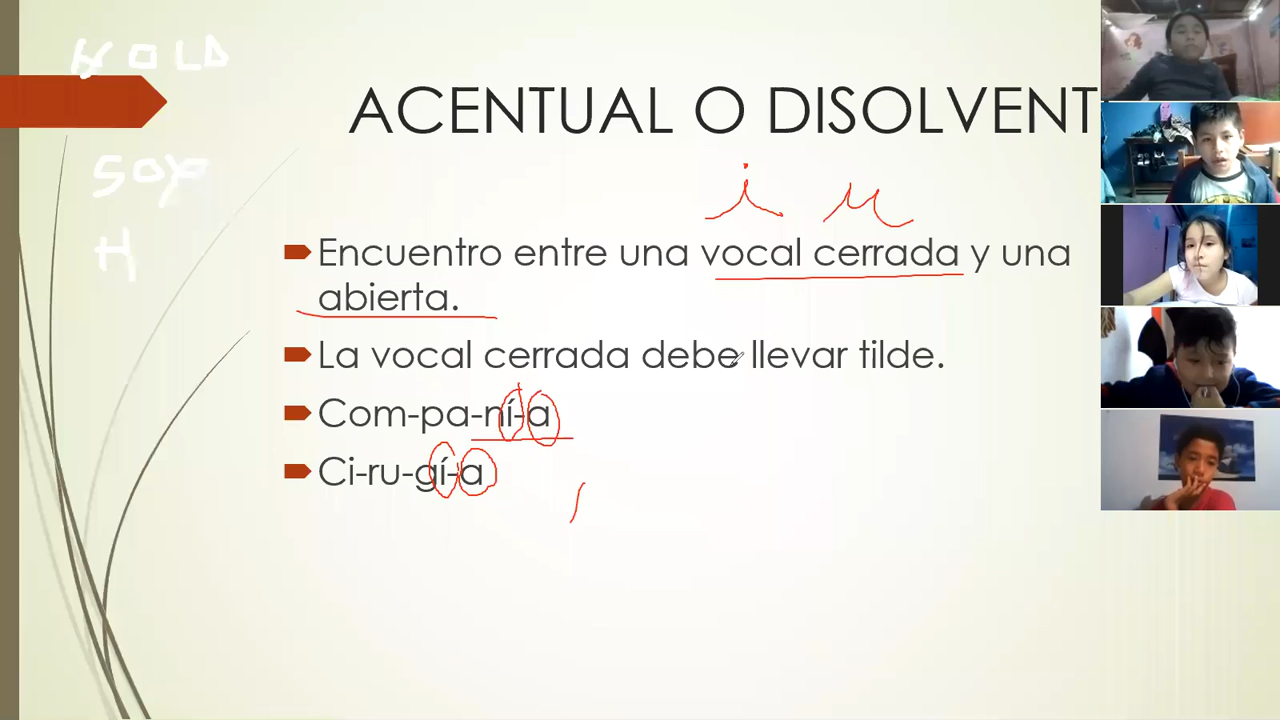 HOLA
ACENTUAL O DISOLVENT
SOY
H
i u
Encuentro entre una vocal cerrada y una
abierta.
La vocal cerrada debe llevar tilde.
Com-pa-ní-a
Ci-ru-gí-a